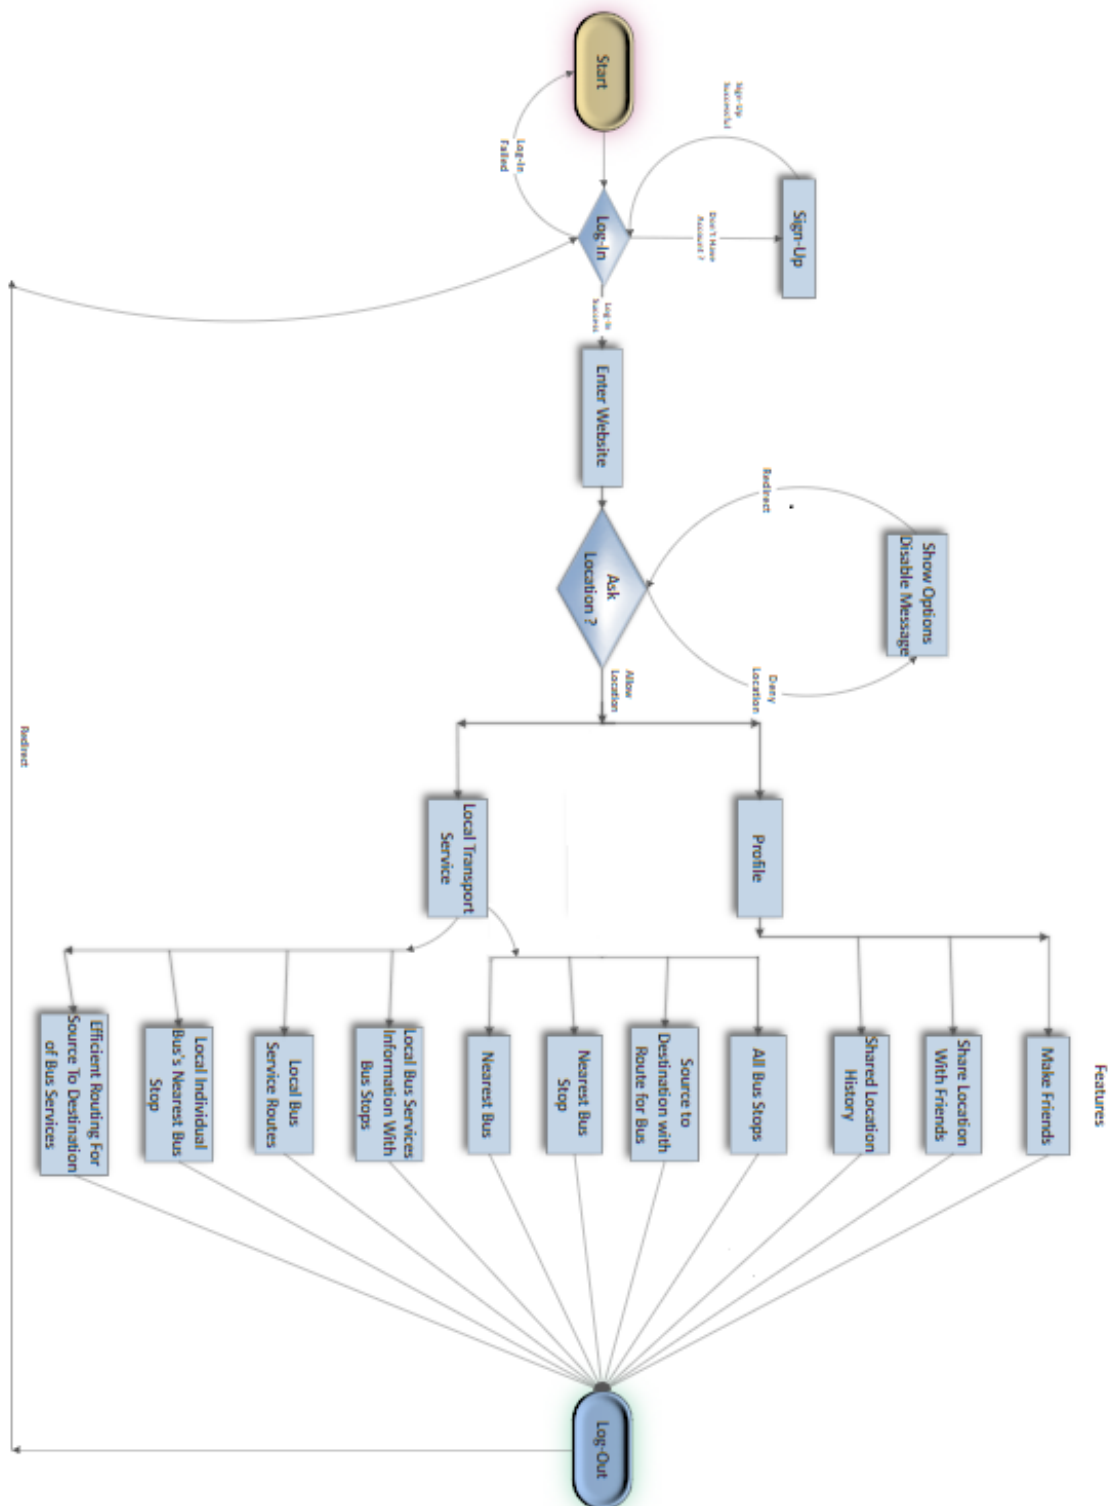 Start
Log-In
Failed
Log-In
Sign-Up
Successful
Don't Have
Account ?
Sign-Up
Log-In
Success
Enter Website
Ask
Location ?
Redirect
Show Options
Disable Message
Deny
Location
Allow
Location
Redirect
Profile
Local Transport
Service
Features
Make Friends
Share Location
With Friends
Shared Location
History
All Bus Stops
Source to
Destination with
Route for Bus
Nearest Bus
Stop
Nearest Bus
Local Bus Services
Information With
Bus Stops
Local Bus
Service Routes
Local Individual
Bus's Nearest Bus
Stop
Efficient Routing For
Source To Destination
of Bus Services
Log-Out